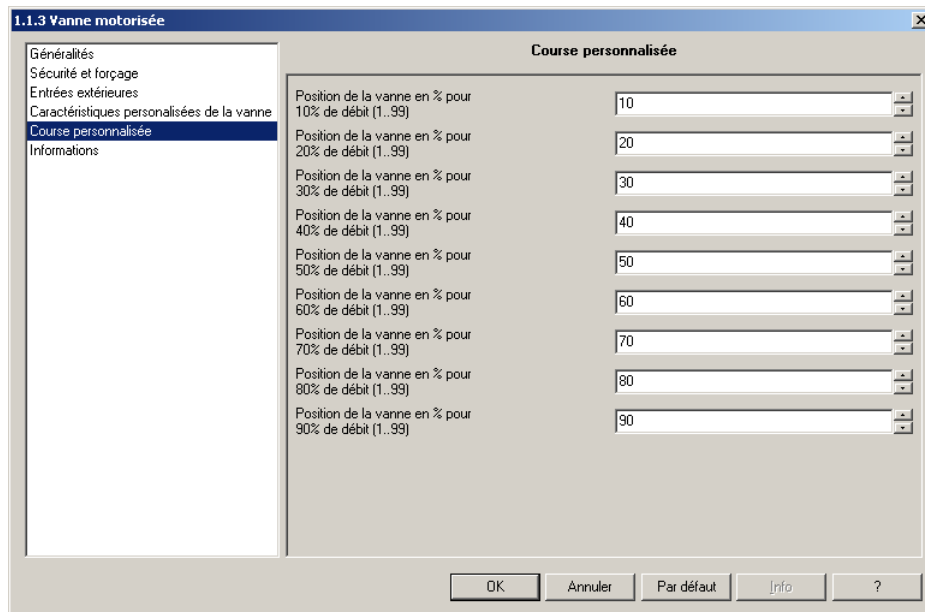 1.1.3 Vanne motorisée
Généralités
Sécurité et forçage
Entrées extérieures
Caractéristiques personalisées de la vanne
Course personnalisée
Informations
Course personnalisée
Position de la vanne en % pour
10% de débit (1..99)
10
Position de la vanne en % pour
20% de débit (1..99)
20
Position de la vanne en % pour
30% de débit (1..99)
30
Position de la vanne en % pour
40% de débit (1..99)
40
Position de la vanne en % pour
50% de débit (1..99)
50
Position de la vanne en % pour
60% de débit (1..99)
60
Position de la vanne en % pour
70% de débit (1..99)
70
Position de la vanne en % pour
80% de débit (1..99)
80
Position de la vanne en % pour
90% de débit (1..99)
90
OK
Annuler
Par défaut
Info
?